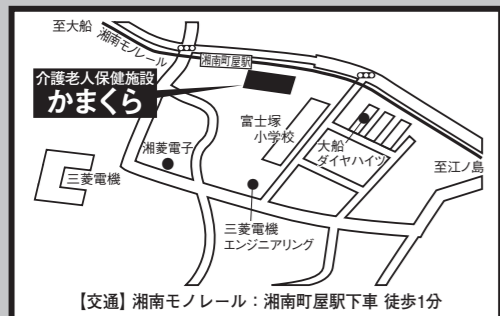 至大船
湘南モノレール
湘南町屋駅
介護老人保健施設
かまくら
富士塚
小学校
大船
ダイヤハイツ
湘菱電子
至江ノ島
三菱電機
三菱電機
エンジニアリング
【交通】湘南モノレール：湘南町屋駅下車 徒歩1分